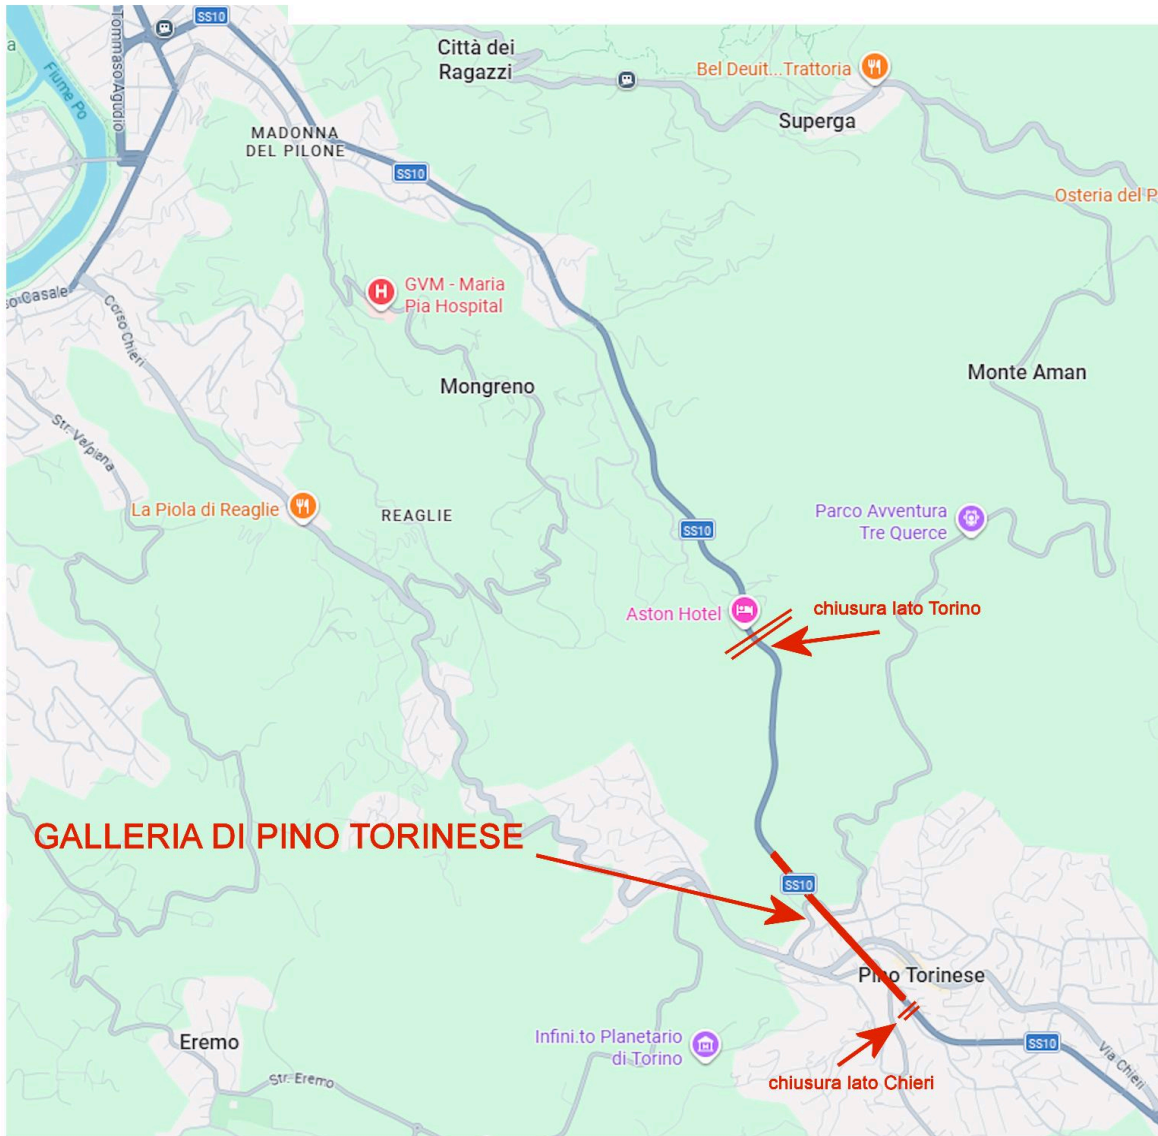 SS10
Tommaso Agudio
a
Fiume Po
Città dei
Ragazzi
Bel Deuit...Trattoria
Superga
MADONNA
DEL PILONE
SS10
Osteria del P
so Casale
Corso Chieri
H
GVM - Maria
Pia Hospital
Mongreno
Monte Aman
Str. Valpiena
La Piola di Reaglie
REAGLIE
SS10
Parco Avventura
Tre Querce
Aston Hotel
chiusura lato Torino
GALLERIA DI PINO TORINESE
SS10
Pino Torinese
Eremo
Infini.to Planetario
di Torino
SS10
Via Chieri
Str. Eremo
chiusura lato Chieri